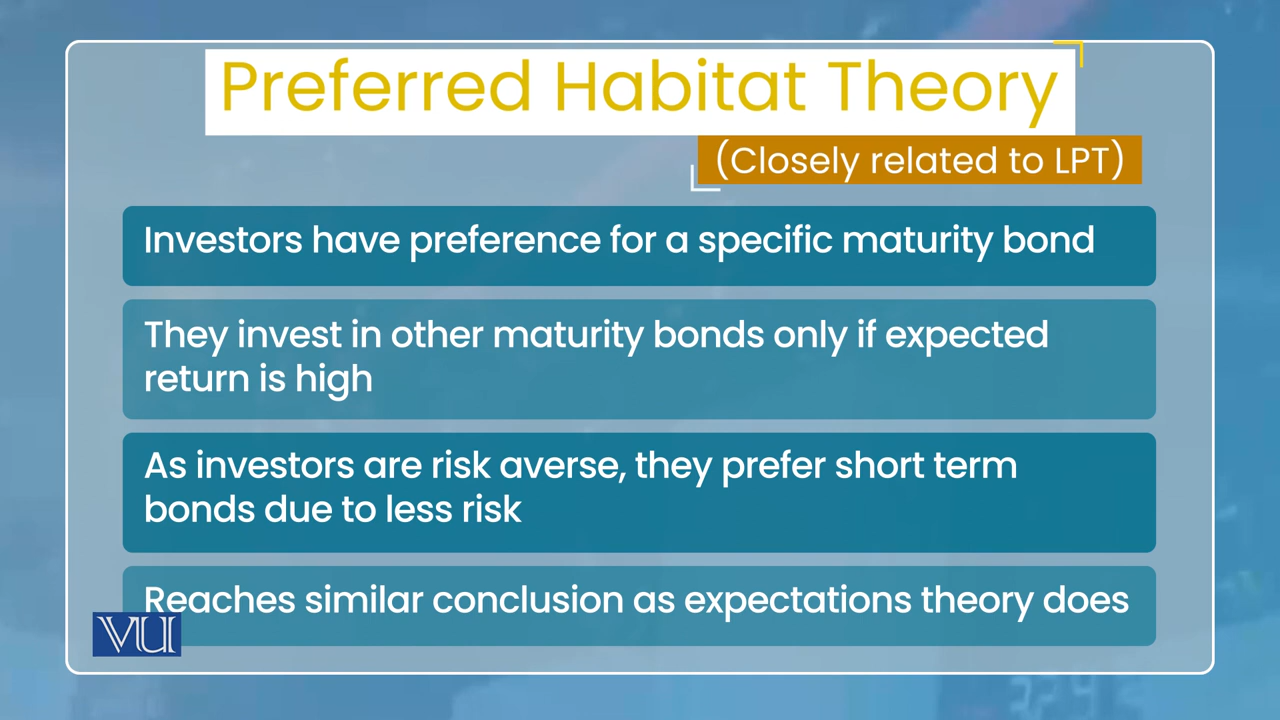 Preferred Habitat Theory
(Closely related to LPT)
Investors have preference for a specific maturity bond
They invest in other maturity bonds only if expected
return is high
As investors are risk averse, they prefer short term
bonds due to less risk
Reaches similar conclusion as expectations theory does
VU